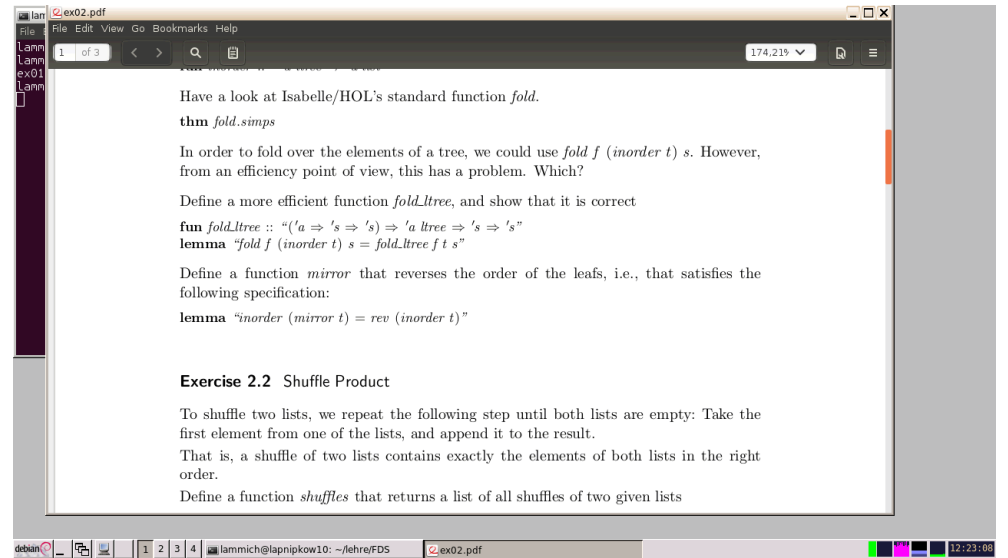 lam
ex02.pdf
File Edit View Go Bookmarks Help
File
1 of 3
174,21%
lamm
lamm
ex01
lamm
Have a look at Isabelle/HOL's standard function fold.
thm fold.simps
In order to fold over the elements of a tree, we could use fold f (inorder t) s. However,
from an efficiency point of view, this has a problem. Which?
Define a more efficient function fold_ltree, and show that it is correct
fun fold_ltree :: “('a ⇒ 's ⇒ 's) ⇒ 'a ltree ⇒ 's ⇒ 's”
lemma “fold f (inorder t) s = fold_ltree f t s”
Define a function mirror that reverses the order of the leafs, i.e., that satisfies the
following specification:
lemma “inorder (mirror t) = rev (inorder t)”
Exercise 2.2 Shuffle Product
To shuffle two lists, we repeat the following step until both lists are empty: Take the
first element from one of the lists, and append it to the result.
That is, a shuffle of two lists contains exactly the elements of both lists in the right
order.
Define a function shuffles that returns a list of all shuffles of two given lists
debian 1 2 3 4 lammich@lapnipkow10: ~/lehre/FDS ex02.pdf 12:23:08